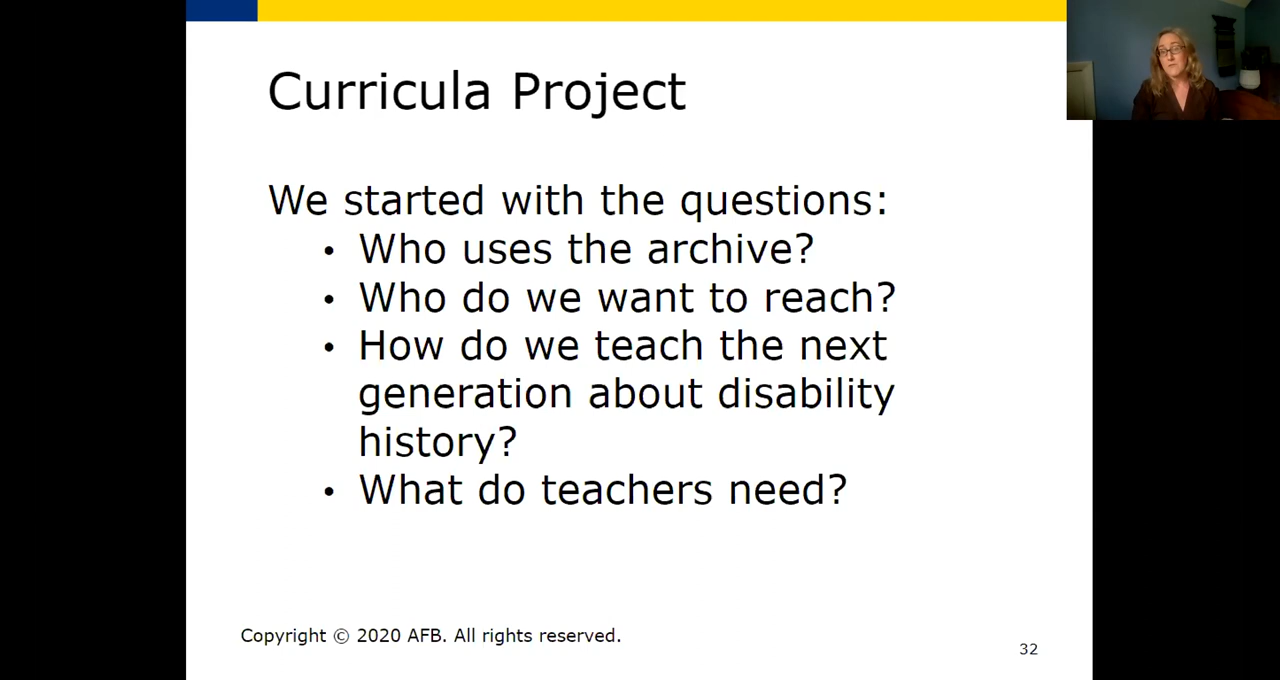 Curricula Project
We started with the questions:
• Who uses the archive?
• Who do we want to reach?
• How do we teach the next
generation about disability
history?
• What do teachers need?
Copyright © 2020 AFB. All rights reserved.
32